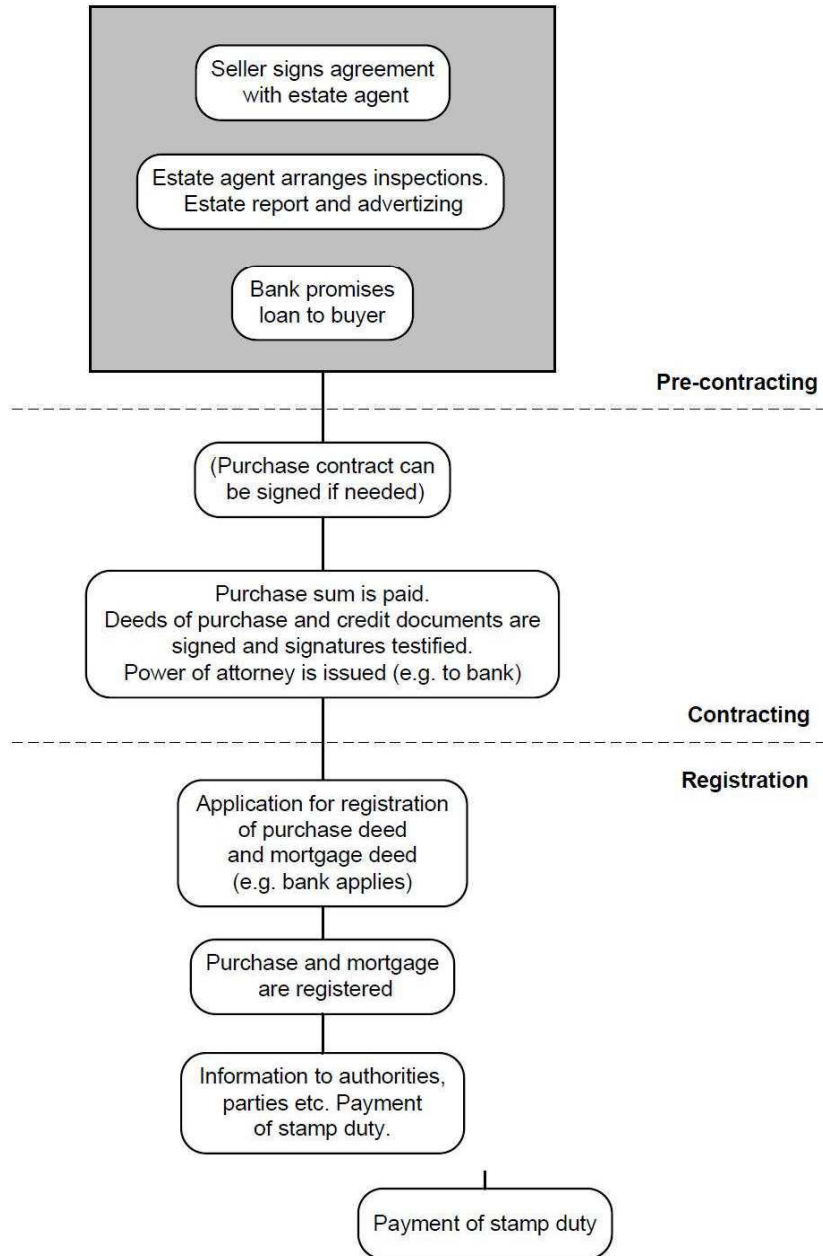 Seller signs agreement
with estate agent
Estate agent arranges inspections.
Estate report and advertizing
Bank promises
loan to buyer
Pre-contracting
(Purchase contract can
be signed if needed)
Purchase sum is paid.
Deeds of purchase and credit documents are
signed and signatures testified.
Power of attorney is issued (e.g. to bank)
Contracting
Registration
Application for registration
of purchase deed
and mortgage deed
(e.g. bank applies)
Purchase and mortgage
are registered
Information to authorities,
parties etc. Payment
of stamp duty.
Payment of stamp duty